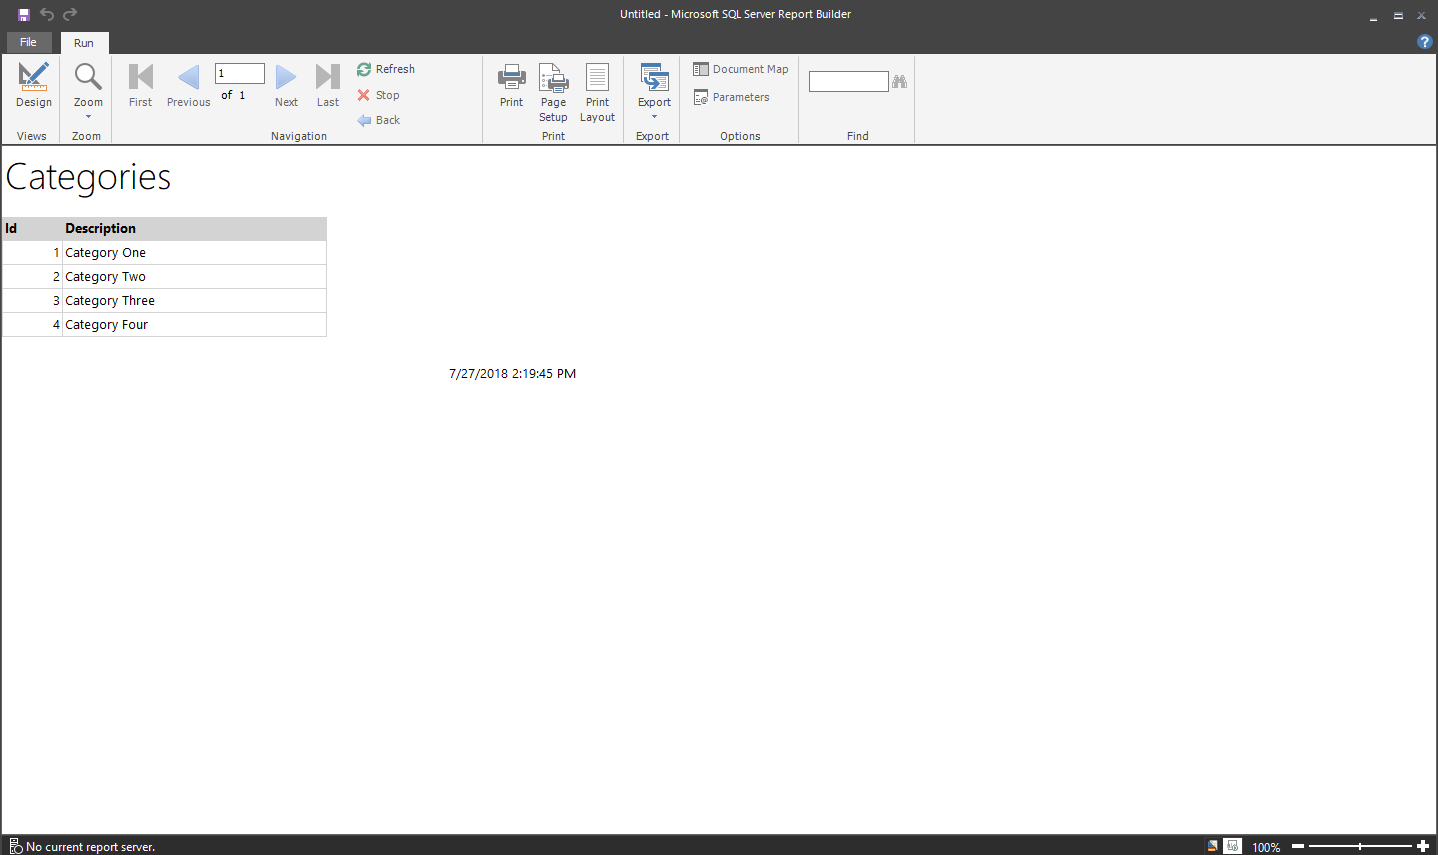 Untitled - Microsoft SQL Server Report Builder
File
Run
?
Design
Views
Zoom
Zoom
First
Previous
1
of 1
Next
Last
Refresh
Stop
Back
Navigation
Print
Page
Setup
Print
Layout
Print
Export
Export
Document Map
Parameters
Options
Find
Categories
Id Description
1 Category One
2 Category Two
3 Category Three
4 Category Four
7/27/2018 2:19:45 PM
No current report server.
100%